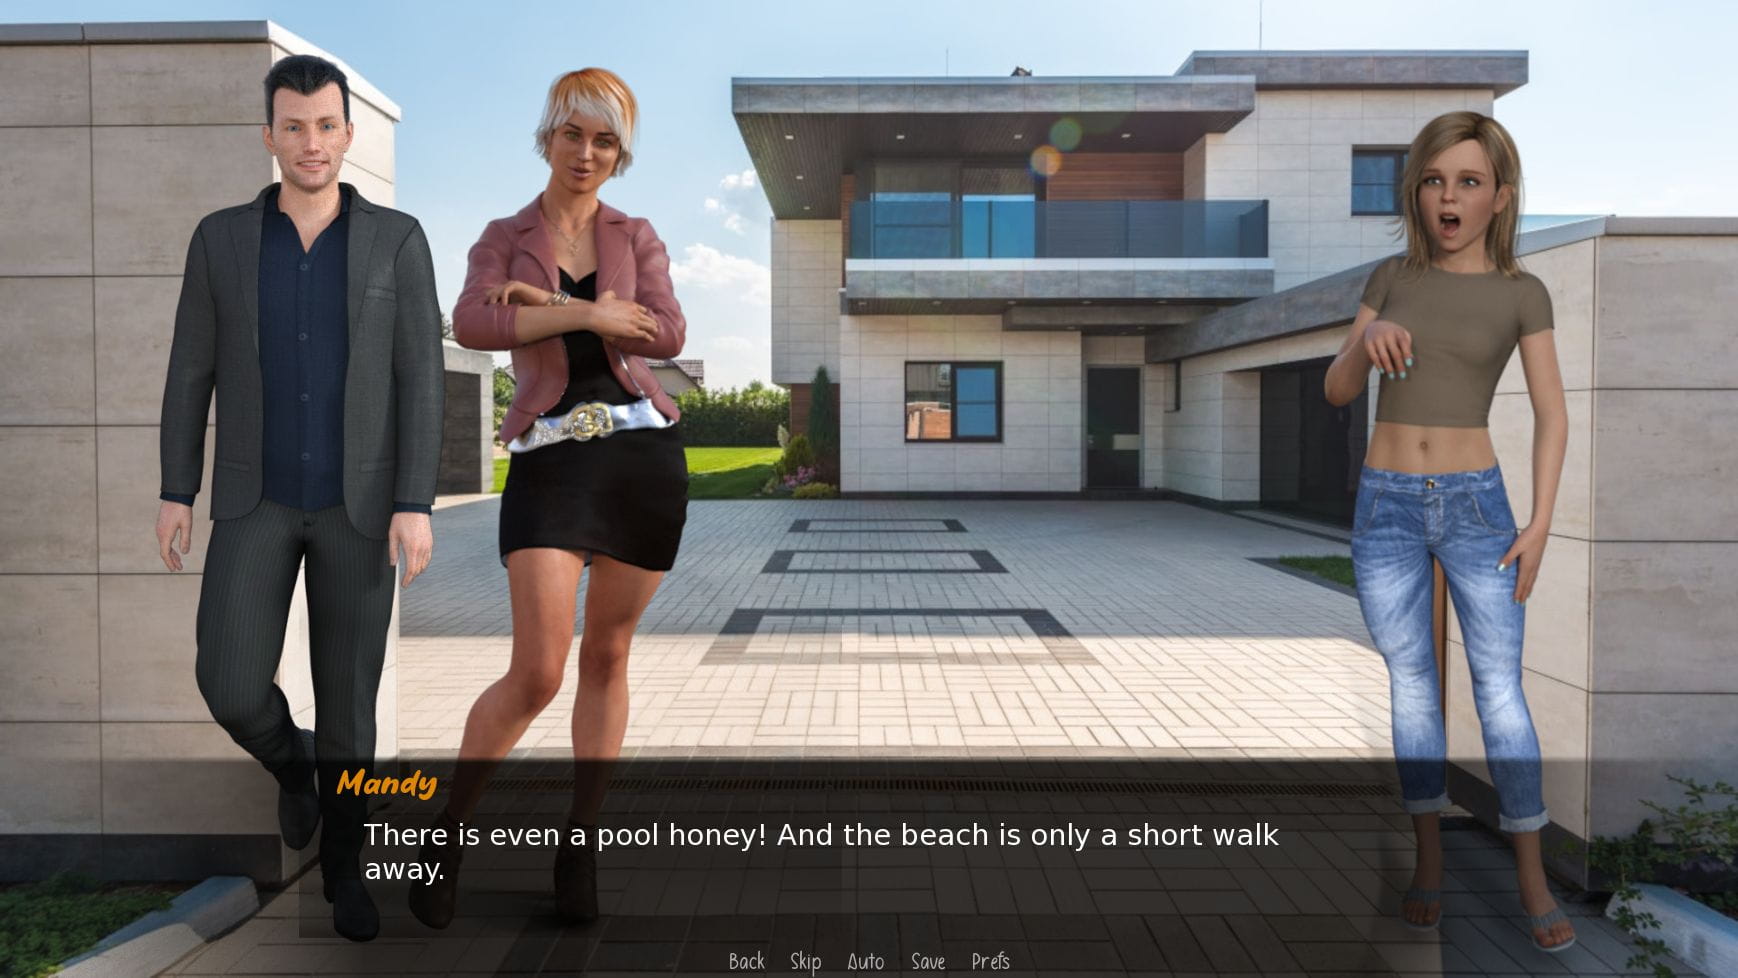 Mandy
There is even a pool honey! And the beach is only a short walk
away.
Back Skip Auto Save Prefs